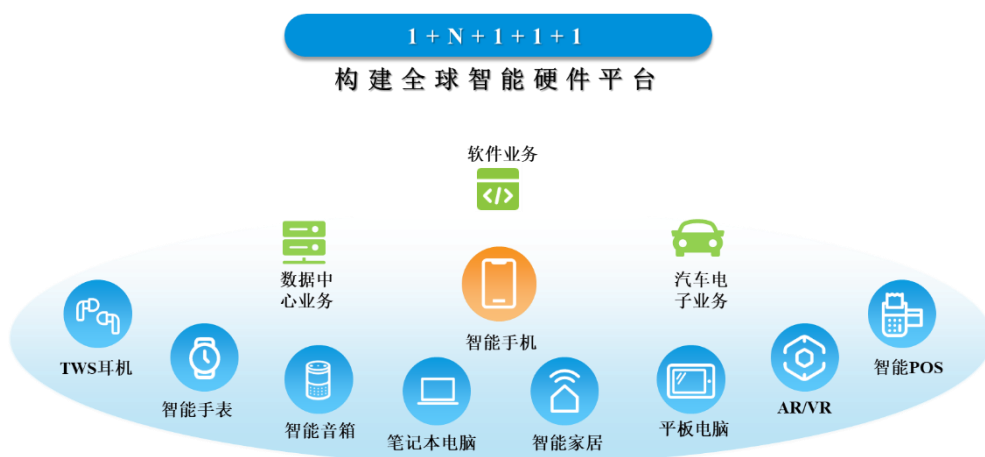 1 + N + 1 + 1 + 1
构建全球智能硬件平台
软件业务
</>
数据中
心业务
汽车电
子业务
智能手机
TWS耳机
智能手表
智能音箱
笔记本电脑
智能家居
平板电脑
AR/VR
智能POS